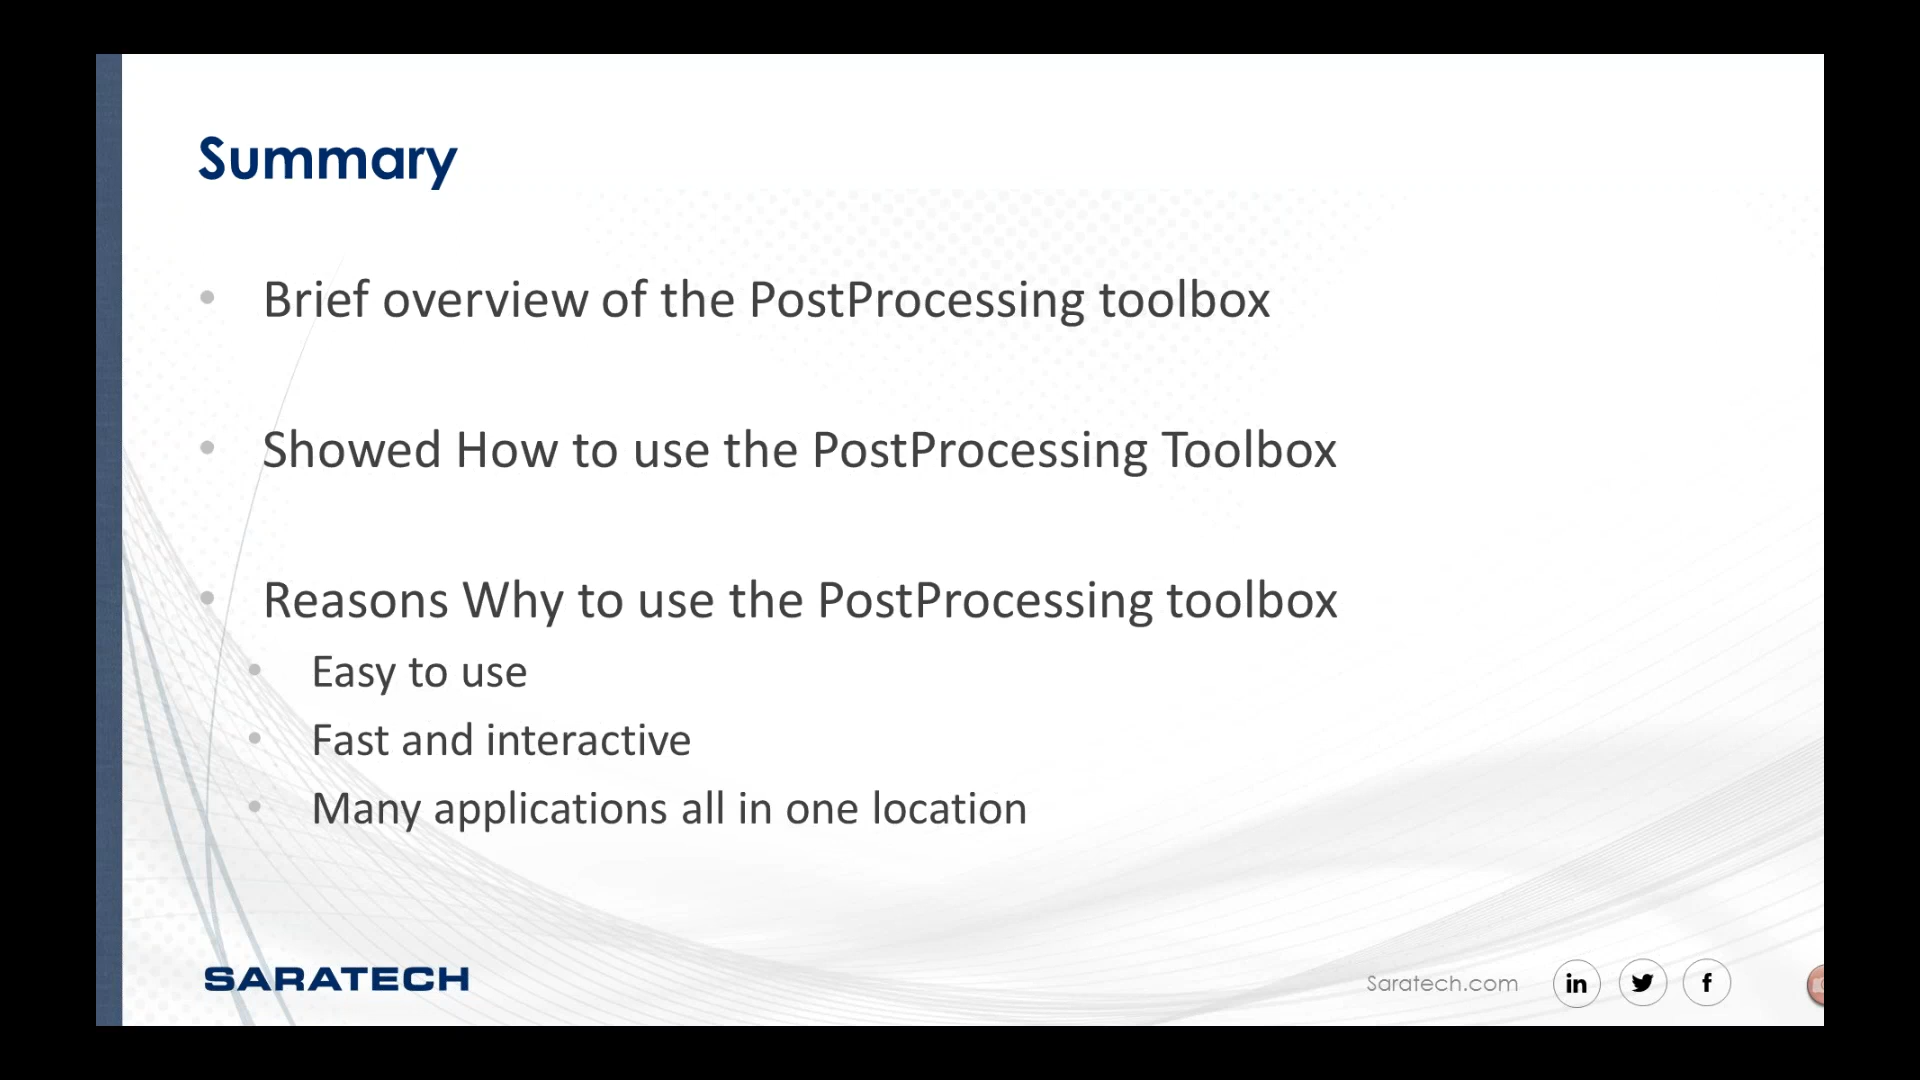 Summary
• Brief overview of the PostProcessing toolbox
• Showed How to use the PostProcessing Toolbox
• Reasons Why to use the PostProcessing toolbox
• Easy to use
• Fast and interactive
• Many applications all in one location
SARATECH
Saratech.com in f